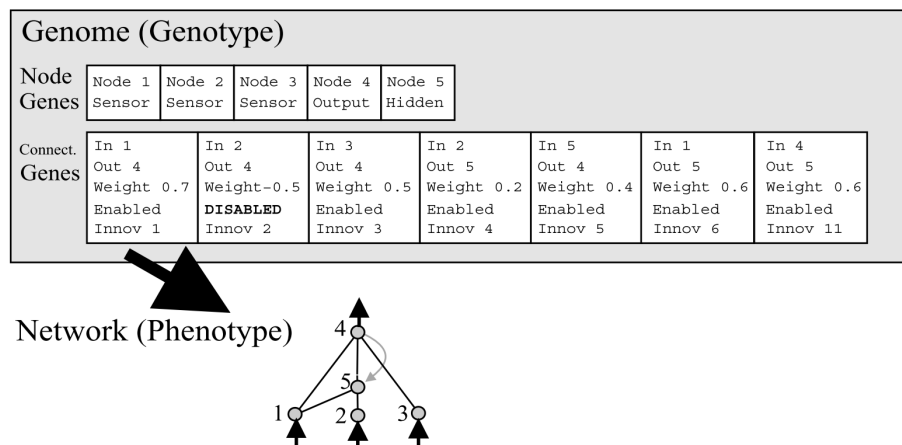 Genome (Genotype)
Node Genes
Node 1 Node 2 Node 3 Node 4 Node 5
Sensor Sensor Sensor Output Hidden
Connect. Genes
In 1 In 2 In 3 In 2 In 5 In 1 In 4
Out 4 Out 4 Out 4 Out 5 Out 4 Out 5 Out 5
Weight 0.7 Weight-0.5 Weight 0.5 Weight 0.2 Weight 0.4 Weight 0.6 Weight 0.6
Enabled DISABLED Enabled Enabled Enabled Enabled Enabled
Innov 1 Innov 2 Innov 3 Innov 4 Innov 5 Innov 6 Innov 11
Network (Phenotype)
4
5
1 2 3